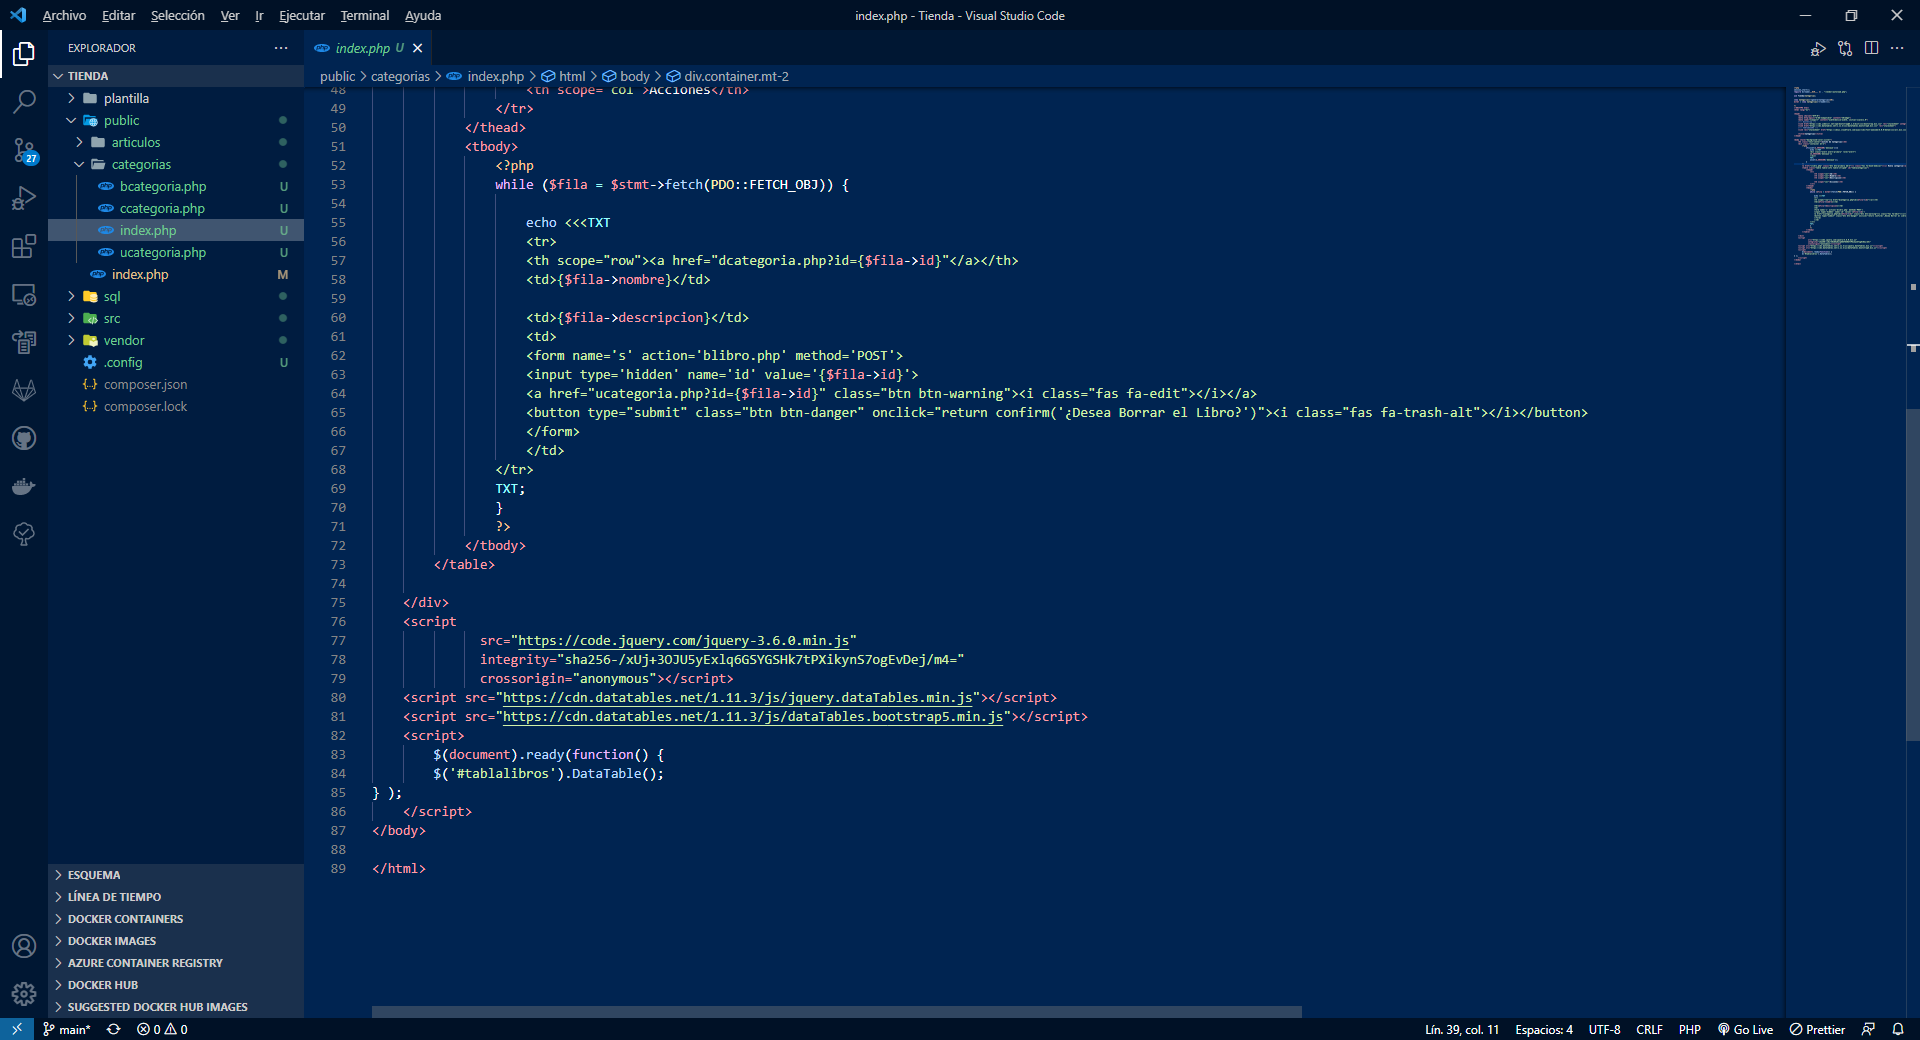 Archivo Editar Selección Ver Ir Ejecutar Terminal Ayuda
index.php - Tienda - Visual Studio Code
EXPLORADOR
TIENDA
plantilla
public
articulos
categorias
bcategoria.php U
ccategoria.php U
index.php U
ucategoria.php U
index.php M
sql
src
vendor
.config U
composer.json
composer.lock
27
ESQUEMA
LÍNEA DE TIEMPO
DOCKER CONTAINERS
DOCKER IMAGES
AZURE CONTAINER REGISTRY
DOCKER HUB
SUGGESTED DOCKER HUB IMAGES
index.php U
public > categorias > index.php > html > body > div.container.mt-2
48 <th scope="col">Acciones</th>
49 </tr>
50 </thead>
51 <tbody>
52 <?php
53 while ($fila = $stmt->fetch(PDO::FETCH_OBJ)) {
54
55 echo <<<TXT
56 <tr>
57 <th scope="row"><a href="dcategoria.php?id={$fila->id}"</a></th>
58 <td>{$fila->nombre}</td>
59
60 <td>{$fila->descripcion}</td>
61 <td>
62 <form name='s' action='blibro.php' method='POST'>
63 <input type='hidden' name='id' value='{$fila->id}'>
64 <a href="ucategoria.php?id={$fila->id}" class="btn btn-warning"><i class="fas fa-edit"></i></a>
65 <button type="submit" class="btn btn-danger" onclick="return confirm('¿Desea Borrar el Libro?')"><i class="fas fa-trash-alt"></i></button>
66 </form>
67 </td>
68 </tr>
69 TXT;
70 }
71 ?>
72 </tbody>
73 </table>
74
75 </div>
76 <script
77 src="https://code.jquery.com/jquery-3.6.0.min.js"
78 integrity="sha256-/xUj+3OJU5yExlq6GSYGSHk7tPXikynS7ogEvDej/m4="
79 crossorigin="anonymous"></script>
80 <script src="https://cdn.datatables.net/1.11.3/js/jquery.dataTables.min.js"></script>
81 <script src="https://cdn.datatables.net/1.11.3/js/dataTables.bootstrap5.min.js"></script>
82 <script>
83 $(document).ready(function() {
84 $('#tablalibros').DataTable();
85 } );
86 </script>
87 </body>
88
89 </html>
main* 0 0
Lín. 39, col. 11 Espacios: 4 UTF-8 CRLF PHP Go Live Prettier